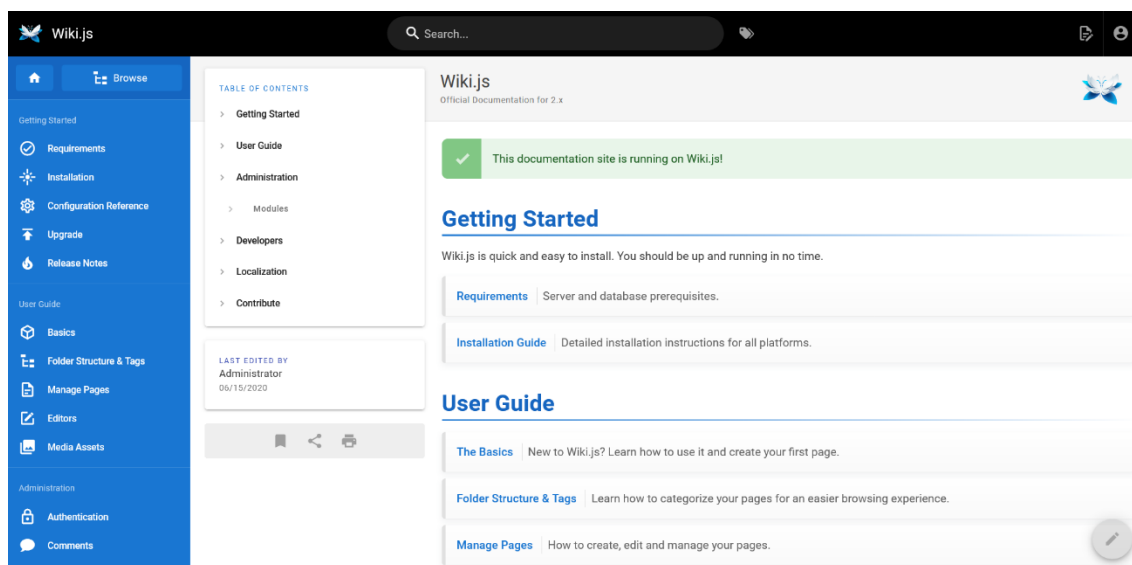 Wiki.js
Search...
Browse
Getting Started
Requirements
Installation
Configuration Reference
Upgrade
Release Notes
User Guide
Basics
Folder Structure & Tags
Manage Pages
Editors
Media Assets
Administration
Authentication
Comments
TABLE OF CONTENTS
Getting Started
User Guide
Administration
Modules
Developers
Localization
Contribute
LAST EDITED BY
Administrator
06/15/2020
Wiki.js
Official Documentation for 2.x
This documentation site is running on Wiki.js!
Getting Started
Wiki.js is quick and easy to install. You should be up and running in no time.
Requirements Server and database prerequisites.
Installation Guide Detailed installation instructions for all platforms.
User Guide
The Basics New to Wiki.js? Learn how to use it and create your first page.
Folder Structure & Tags Learn how to categorize your pages for an easier browsing experience.
Manage Pages How to create, edit and manage your pages.